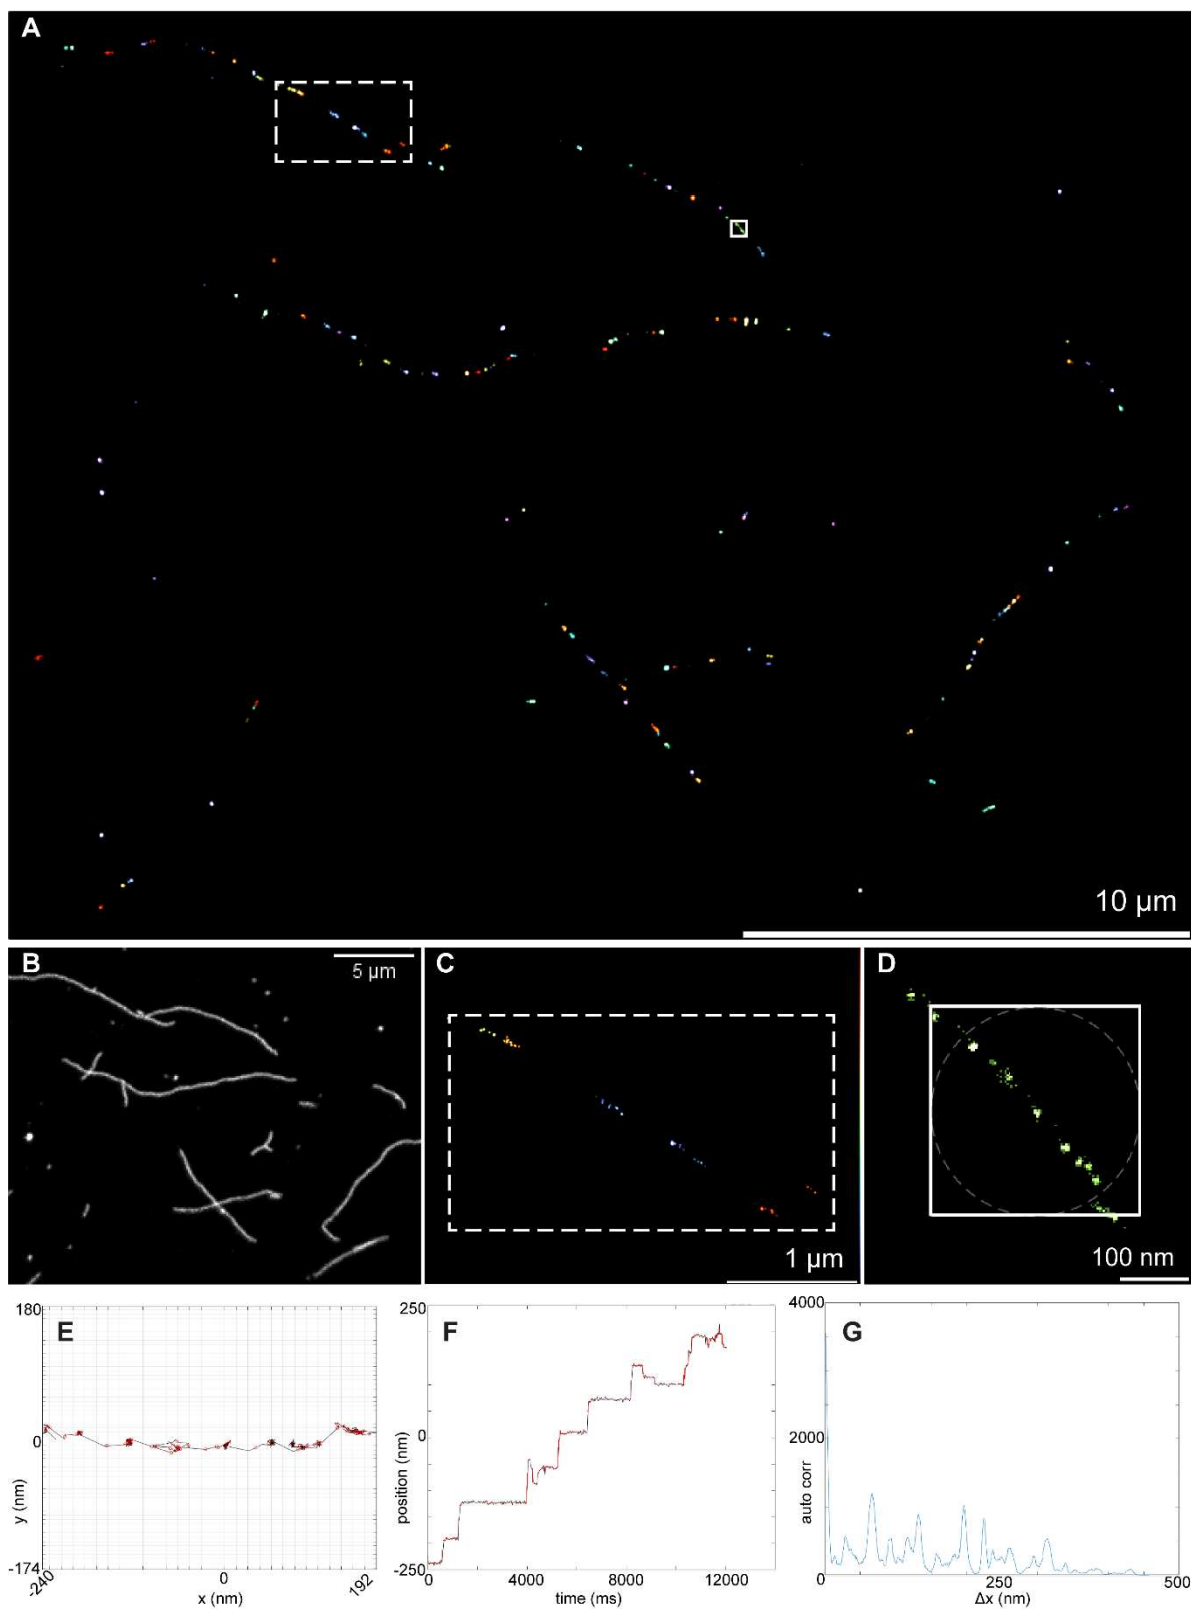 A
10 µm
B
5 µm
C
1 µm
D
100 nm
E
180
0
-174
y (nm)
-240
0
192
x (nm)
F
250
0
-250
position (nm)
0
4000
8000
12000
time (ms)
G
4000
2000
0
auto corr
0
250
500
Δx (nm)